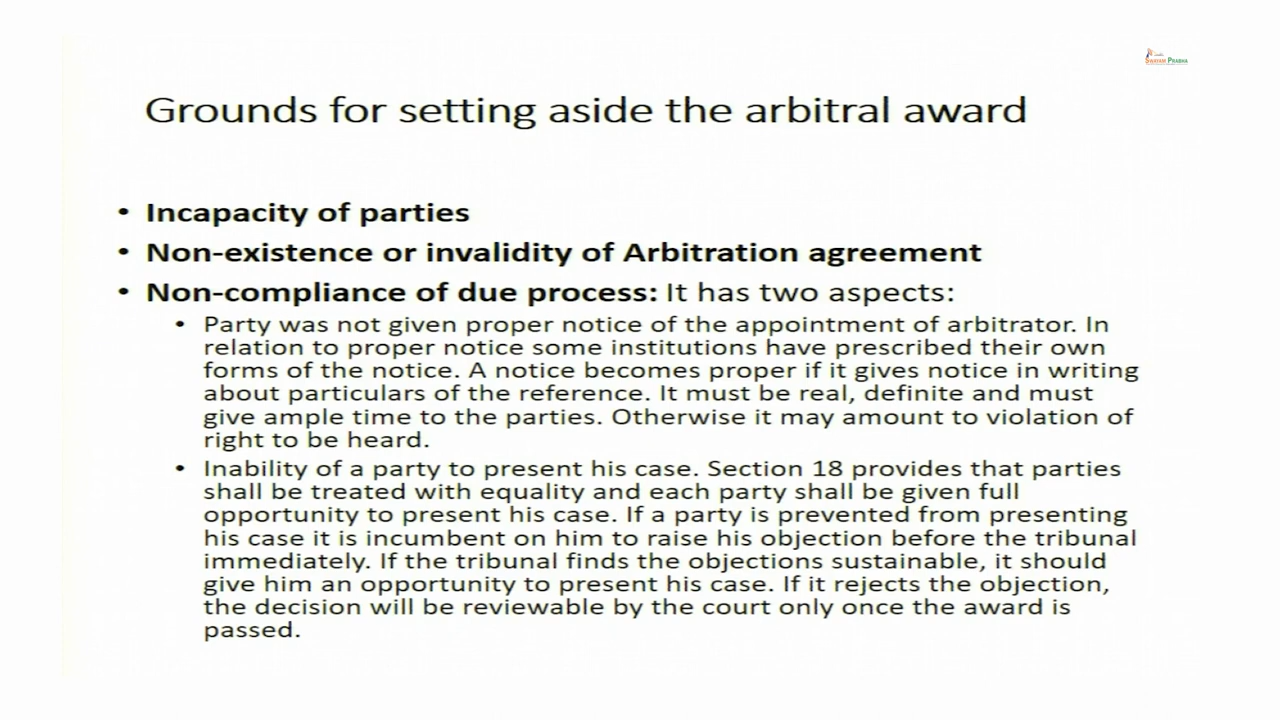 SWAYAM PRABHA
Grounds for setting aside the arbitral award
• Incapacity of parties
• Non-existence or invalidity of Arbitration agreement
• Non-compliance of due process: It has two aspects:
• Party was not given proper notice of the appointment of arbitrator. In
relation to proper notice some institutions have prescribed their own
forms of the notice. A notice becomes proper if it gives notice in writing
about particulars of the reference. It must be real, definite and must
give ample time to the parties. Otherwise it may amount to violation of
right to be heard.
• Inability of a party to present his case. Section 18 provides that parties
shall be treated with equality and each party shall be given full
opportunity to present his case. If a party is prevented from presenting
his case it is incumbent on him to raise his objection before the tribunal
immediately. If the tribunal finds the objections sustainable, it should
give him an opportunity to present his case. If it rejects the objection,
the decision will be reviewable by the court only once the award is
passed.